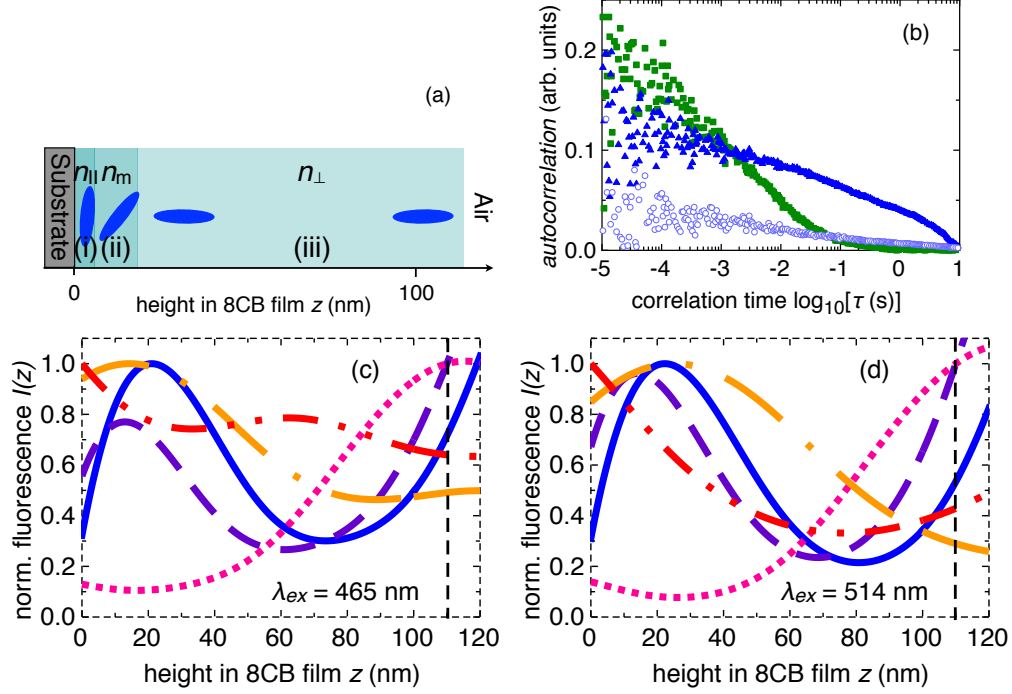 (a)
Substrate
n|| n_m n⊥
Air
(i) (ii) (iii)
0 100
height in 8CB film z (nm)
(b)
autocorrelation (arb. units)
0.2
0.1
0.0
-5 -4 -3 -2 -1 0 1
correlation time log₁₀[τ (s)]
(c)
norm. fluorescence I(z)
1.0
0.8
0.6
0.4
0.2
0.0
λex = 465 nm
0 20 40 60 80 100 120
height in 8CB film z (nm)
(d)
norm. fluorescence I(z)
1.0
0.8
0.6
0.4
0.2
0.0
λex = 514 nm
0 20 40 60 80 100 120
height in 8CB film z (nm)